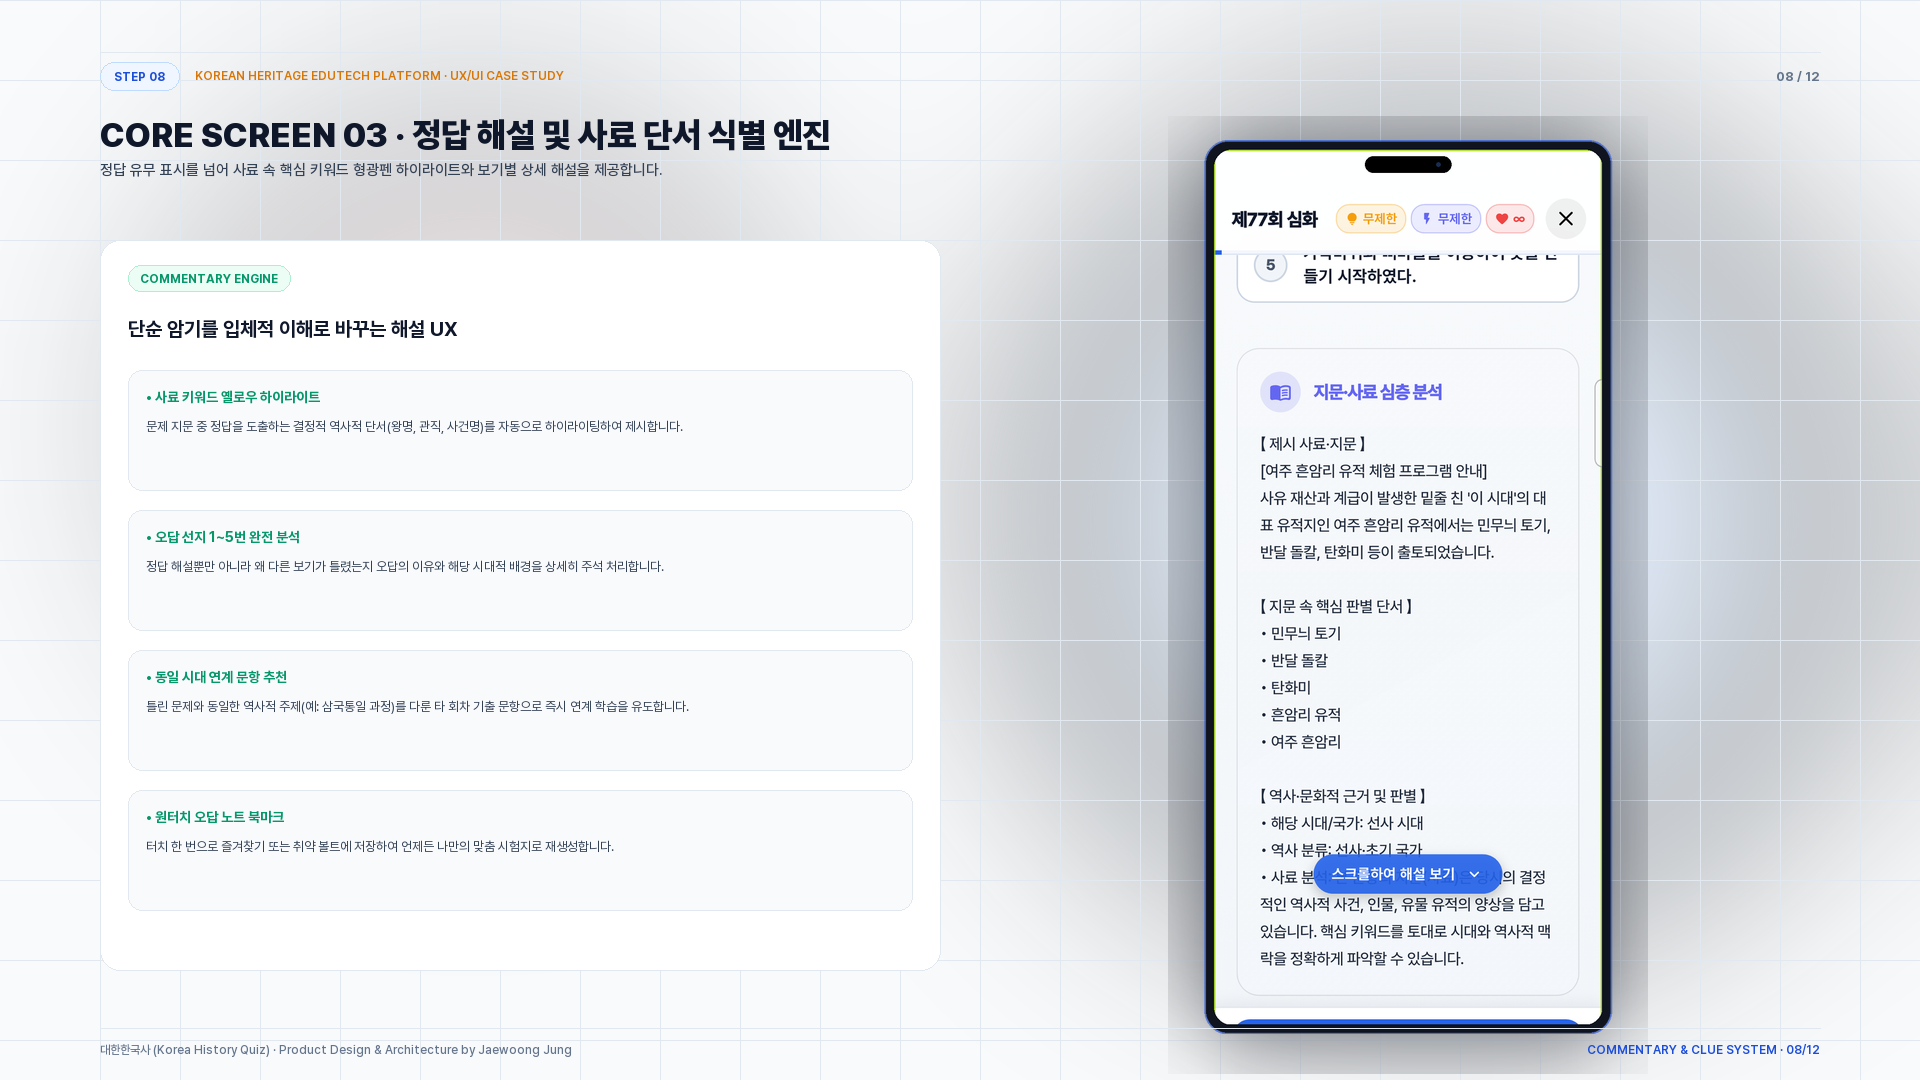 STEP 08
KOREAN HERITAGE EDUTECH PLATFORM · UX/UI CASE STUDY
08 / 12
CORE SCREEN 03 · 정답 해설 및 사료 단서 식별 엔진
정답 유무 표시를 넘어 사료 속 핵심 키워드 형광펜 하이라이트와 보기별 상세 해설을 제공합니다.
COMMENTARY ENGINE
단순 암기를 입체적 이해로 바꾸는 해설 UX
• 사료 키워드 옐로우 하이라이트
문제 지문 중 정답을 도출하는 결정적 역사적 단서(왕명, 관직, 사건명)를 자동으로 하이라이팅하여 제시합니다.
• 오답 선지 1~5번 완전 분석
정답 해설뿐만 아니라 왜 다른 보기가 틀렸는지 오답의 이유와 해당 시대적 배경을 상세히 주석 처리합니다.
• 동일 시대 연계 문항 추천
틀린 문제와 동일한 역사적 주제(예: 삼국통일 과정)를 다룬 타 회차 기출 문항으로 즉시 연계 학습을 유도합니다.
• 원터치 오답 노트 북마크
터치 한 번으로 즐겨찾기 또는 취약 볼트에 저장하여 언제든 나만의 맞춤 시험지로 재생성합니다.
제77회 심화
무제한
무제한
∞
5
들기 시작하였다.
지문·사료 심층 분석
【 제시 사료·지문 】
[여주 흔암리 유적 체험 프로그램 안내]
사유 재산과 계급이 발생한 밑줄 친 '이 시대'의 대
표 유적지인 여주 흔암리 유적에서는 민무늬 토기,
반달 돌칼, 탄화미 등이 출토되었습니다.
【 지문 속 핵심 판별 단서 】
• 민무늬 토기
• 반달 돌칼
• 탄화미
• 흔암리 유적
• 여주 흔암리
【 역사·문화적 근거 및 판별 】
• 해당 시대/국가: 선사 시대
• 역사 분류: 선사·초기 국가
• 사료 분 의 결정
스크롤하여 해설 보기
적인 역사적 사건, 인물, 유물 유적의 양상을 담고
있습니다. 핵심 키워드를 토대로 시대와 역사적 맥
락을 정확하게 파악할 수 있습니다.
대한한국사 (Korea History Quiz) · Product Design & Architecture by Jaewoong Jung
COMMENTARY & CLUE SYSTEM · 08/12